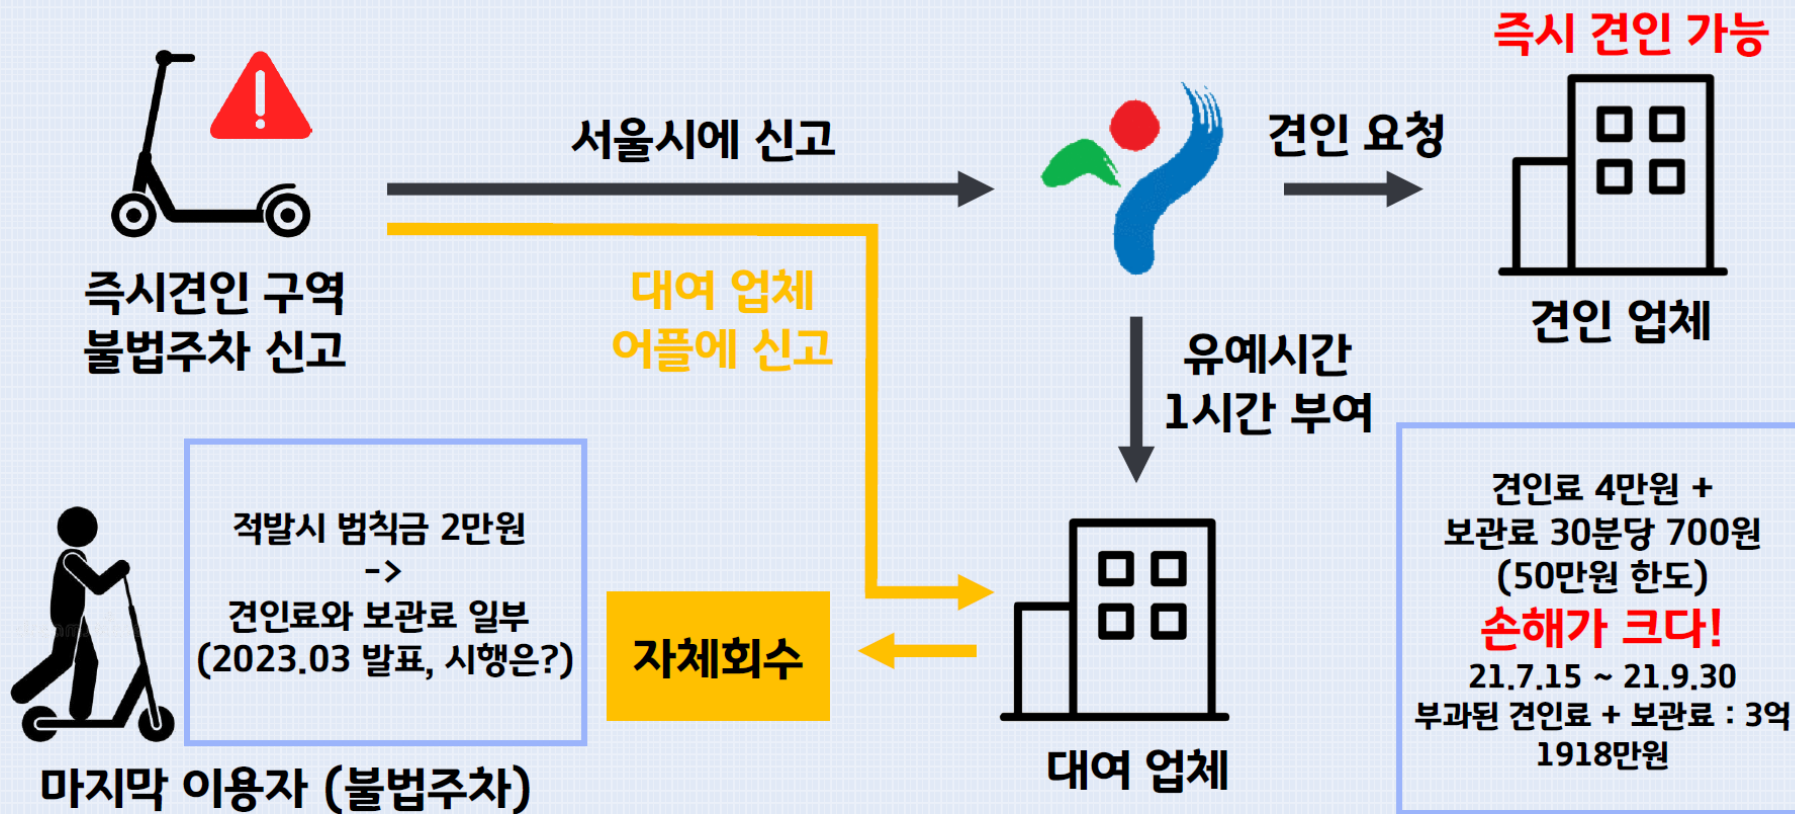 즉시 견인 가능
서울시에 신고
견인 요청
즉시견인 구역
불법주차 신고
대여 업체
어플에 신고
견인 업체
유예시간
1시간 부여
적발시 범칙금 2만원
->
견인료와 보관료 일부
(2023.03 발표, 시행은?)
자체회수
견인료 4만원 +
보관료 30분당 700원
(50만원 한도)
손해가 크다!
21.7.15 ~ 21.9.30
부과된 견인료 + 보관료 : 3억
1918만원
마지막 이용자 (불법주차)
대여 업체